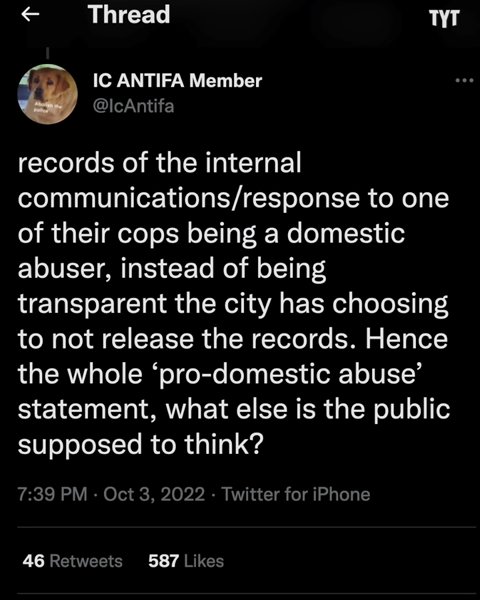 Thread
TYT
IC ANTIFA Member
@IcAntifa
records of the internal
communications/response to one
of their cops being a domestic
abuser, instead of being
transparent the city has choosing
to not release the records. Hence
the whole ‘pro-domestic abuse’
statement, what else is the public
supposed to think?
7:39 PM · Oct 3, 2022 · Twitter for iPhone
46 Retweets 587 Likes